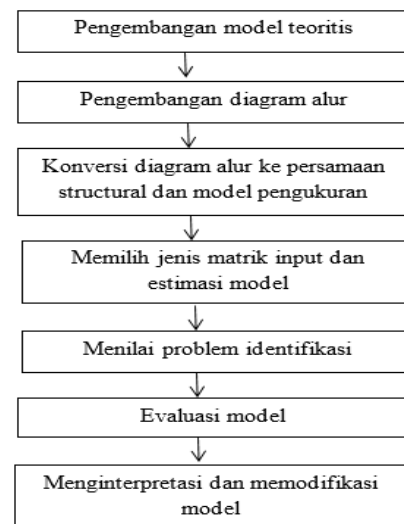 Pengembangan model teoritis
Pengembangan diagram alur
Konversi diagram alur ke persamaan
structural dan model pengukuran
Memilih jenis matrik input dan
estimasi model
Menilai problem identifikasi
Evaluasi model
Menginterpretasi dan memodifikasi
model